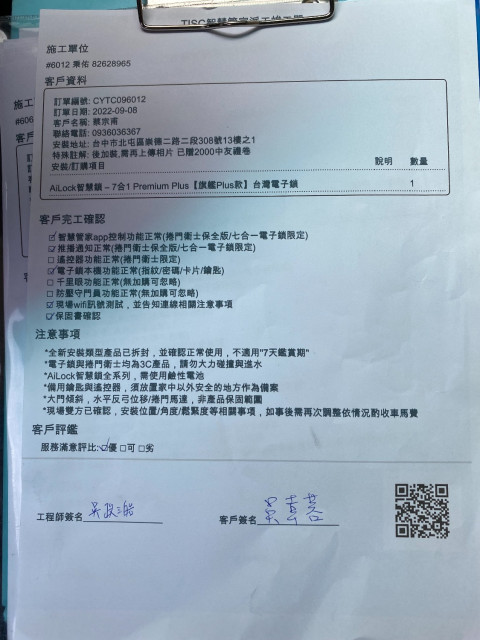 TISC智慧管家派工竣工單
施工單位
#6012 秉佑 82628965
客戶資料
訂單編號: CYTC096012
訂單日期: 2022-09-08
客戶名稱: 蔡宗甫
聯絡電話: 0936036367
安裝地址: 台中市北屯區崇德二路二段308號13樓之1
特殊註解: 後加裝,需再上傳相片 已贈2000中友禮卷
安裝/訂購項目 說明 數量
AiLock智慧鎖 – 7合1 Premium Plus【旗艦Plus款】台灣電子鎖 1
客戶完工確認
☑智慧管家app控制功能正常(捲門衛士保全版/七合一電子鎖限定)
☑推播通知正常(捲門衛士保全版/七合一電子鎖限定)
☐遙控器功能正常(捲門衛士限定)
☑電子鎖本機功能正常(指紋/密碼/卡片/鑰匙)
☐千里眼功能正常(無加購可忽略)
☐防壓守門員功能正常(無加購可忽略)
☑現場wifi訊號測試，並告知連線相關注意事項
☑保固書確認
注意事項
*全新安裝類型產品已拆封，並確認正常使用，不適用"7天鑑賞期"
*電子鎖與捲門衛士均為3C產品，請勿大力碰撞與進水
*AiLock智慧鎖全系列，需使用鹼性電池
*備用鑰匙與遙控器，須放置家中以外安全的地方作為備案
*大門傾斜，水平反弓位移/捲門馬達，非產品保固範圍
*現場雙方已確認，安裝位置/角度/鬆緊度等相關事項，如事後需再次調整依情況酌收車馬費
客戶評鑑
服務滿意評比:☑優 ☐可 ☐劣
工程師簽名
客戶簽名